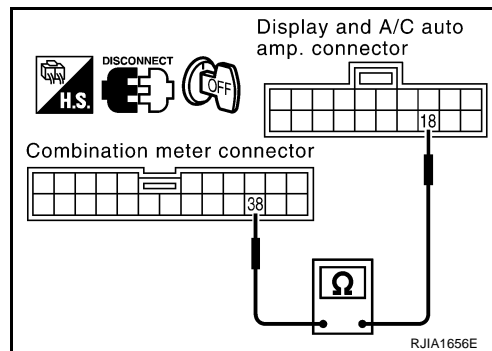 Display and A/C auto
amp. connector
DISCONNECT
H.S.
OFF
18
Combination meter connector
38
Ω
RJIA1656E